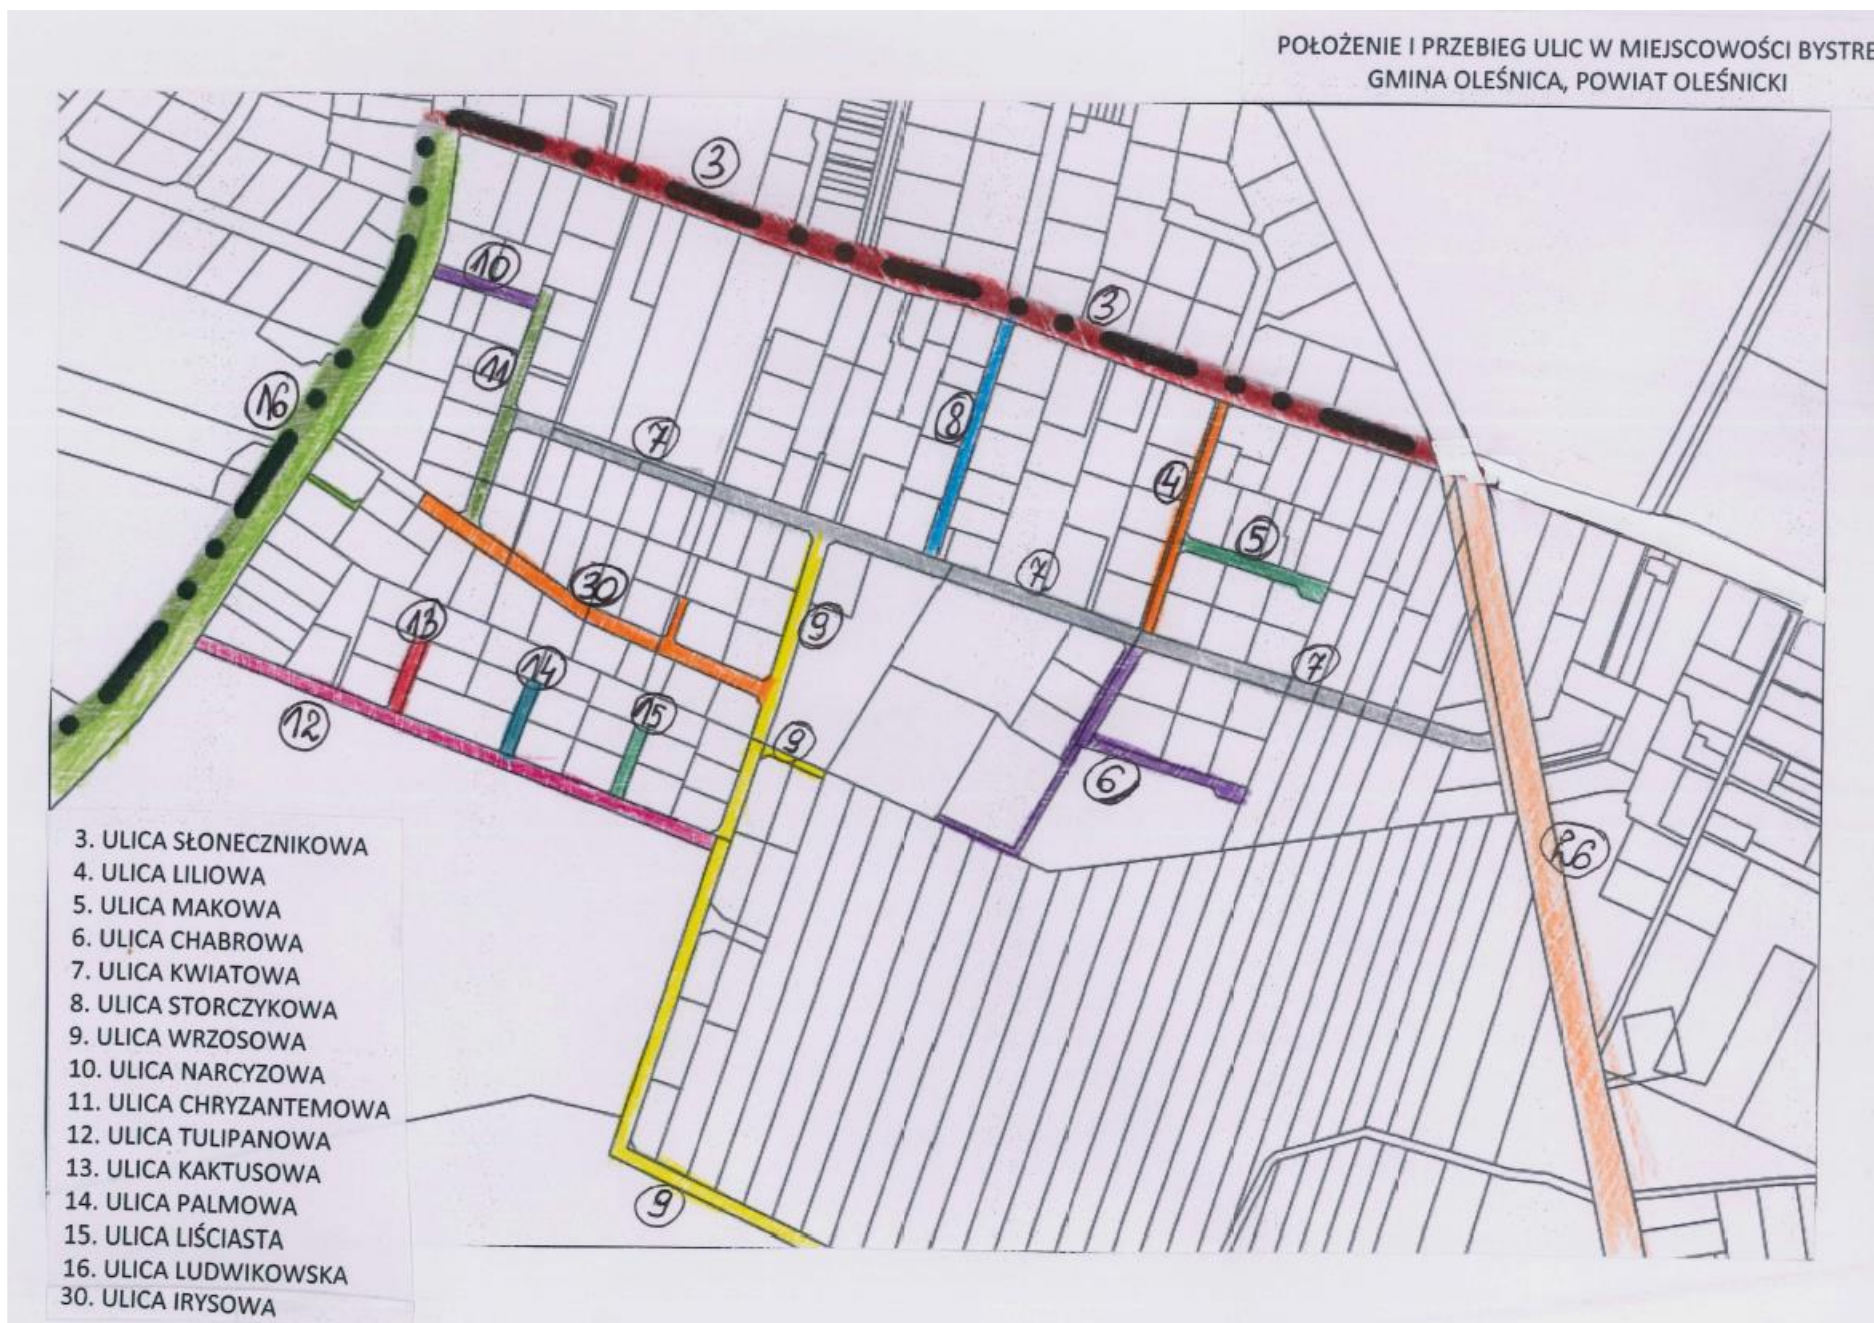 POŁOŻENIE I PRZEBIEG ULIC W MIEJSCOWOŚCI BYSTRE
GMINA OLEŚNICA, POWIAT OLEŚNICKI
3
10
3
11
16
7
8
4
5
30
7
9
13
7
14
15
12
9
6
26
9
3. ULICA SŁONECZNIKOWA
4. ULICA LILIOWA
5. ULICA MAKOWA
6. ULICA CHABROWA
7. ULICA KWIATOWA
8. ULICA STORCZYKOWA
9. ULICA WRZOSOWA
10. ULICA NARCYZOWA
11. ULICA CHRYZANTEMOWA
12. ULICA TULIPANOWA
13. ULICA KAKTUSOWA
14. ULICA PALMOWA
15. ULICA LIŚCIASTA
16. ULICA LUDWIKOWSKA
30. ULICA IRYSOWA